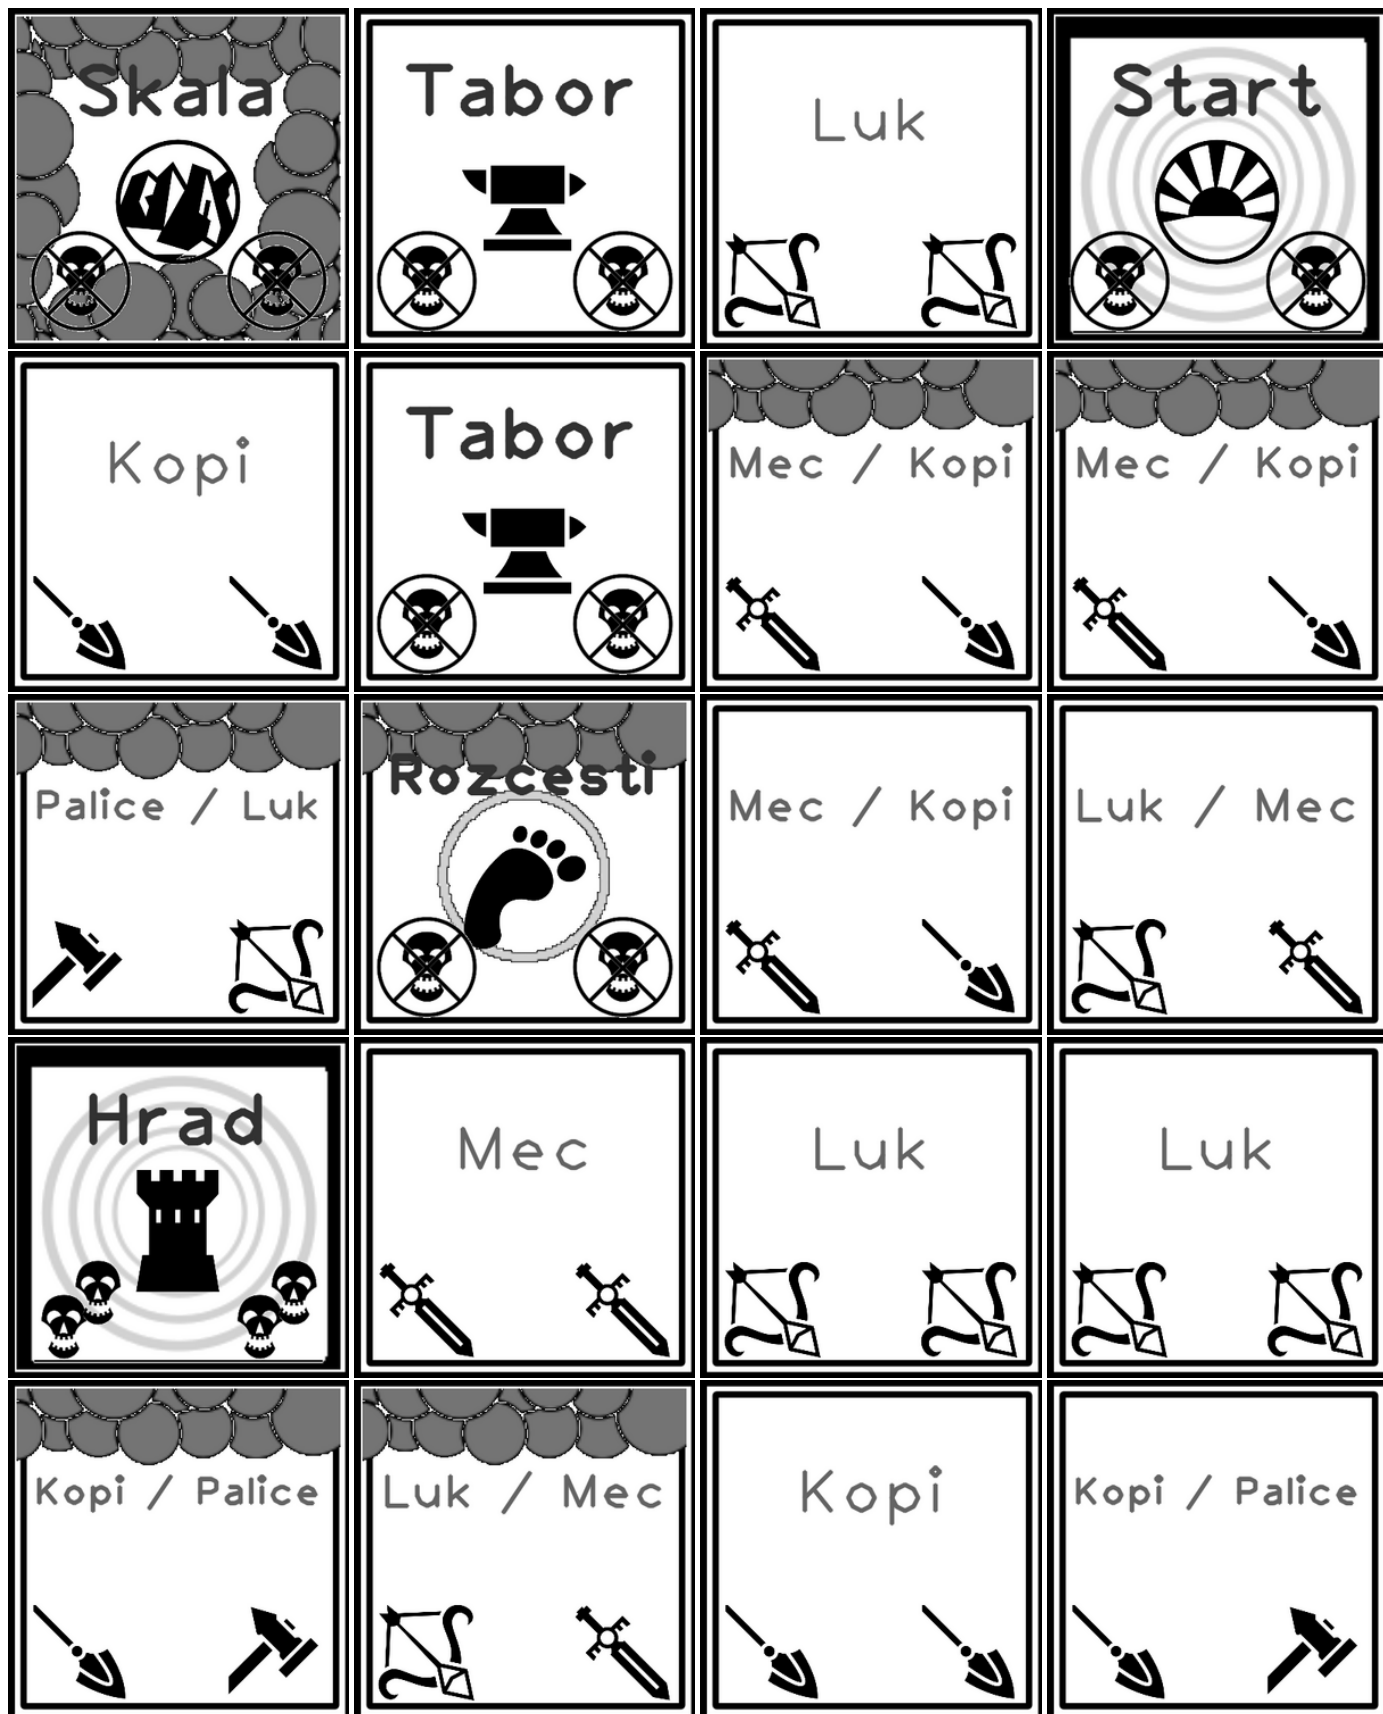 Skala
Tabor
Luk
Start
Kopi
Tabor
Mec / Kopi
Mec / Kopi
Palice / Luk
Rozcesti
Mec / Kopi
Luk / Mec
Hrad
Mec
Luk
Luk
Kopi / Palice
Luk / Mec
Kopi
Kopi / Palice